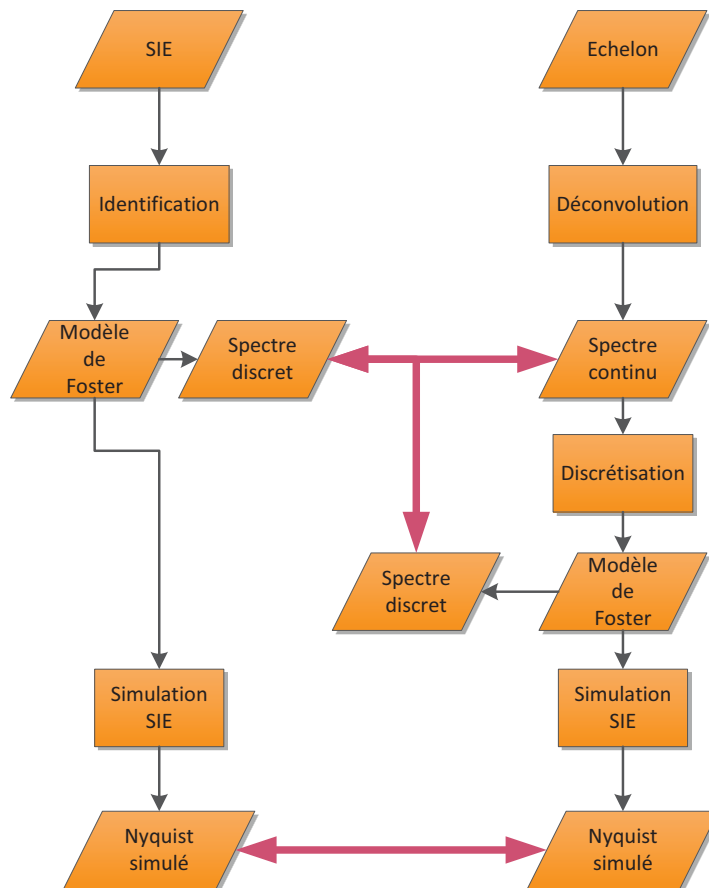 SIE
Echelon
Identification
Déconvolution
Modèle
de
Foster
Spectre
discret
Spectre
continu
Discrétisation
Spectre
discret
Modèle
de
Foster
Simulation
SIE
Simulation
SIE
Nyquist
simulé
Nyquist
simulé